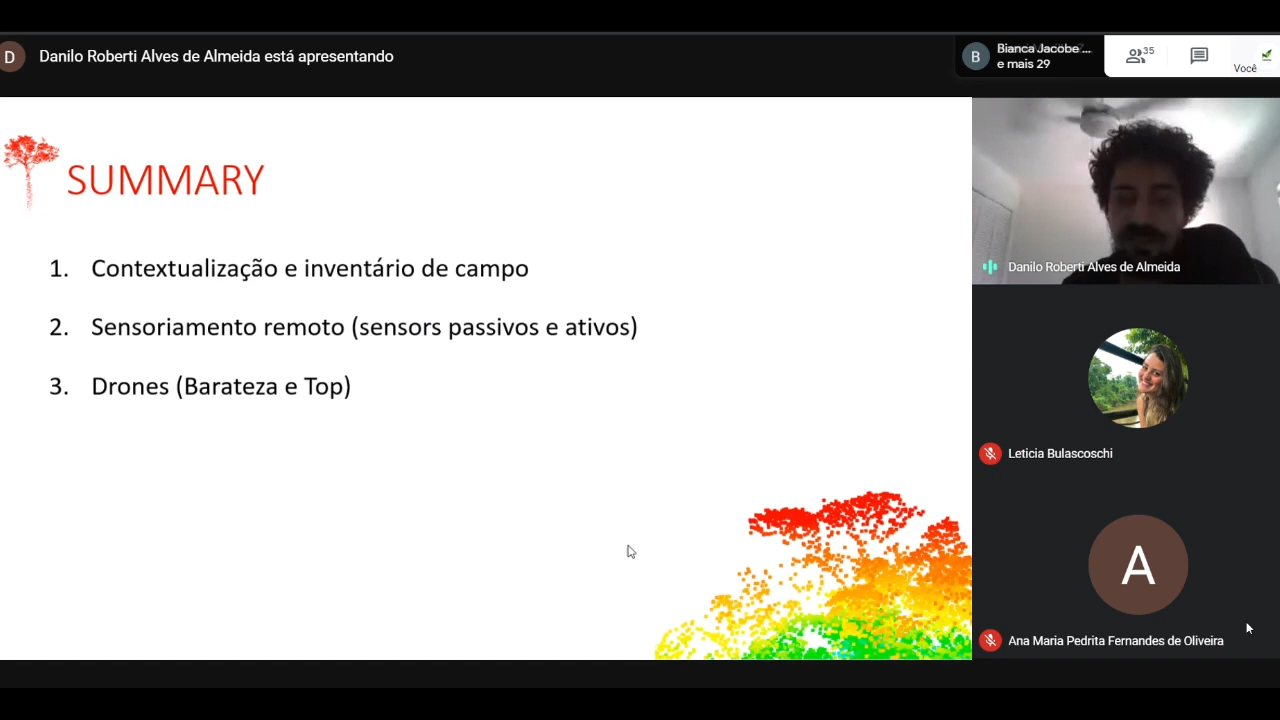 D
Danilo Roberti Alves de Almeida está apresentando
B
Bianca Jacobe ...
e mais 29
35
Você
SUMMARY
1. Contextualização e inventário de campo
2. Sensoriamento remoto (sensors passivos e ativos)
3. Drones (Barateza e Top)
Danilo Roberti Alves de Almeida
Leticia Bulascoschi
A
Ana Maria Pedrita Fernandes de Oliveira